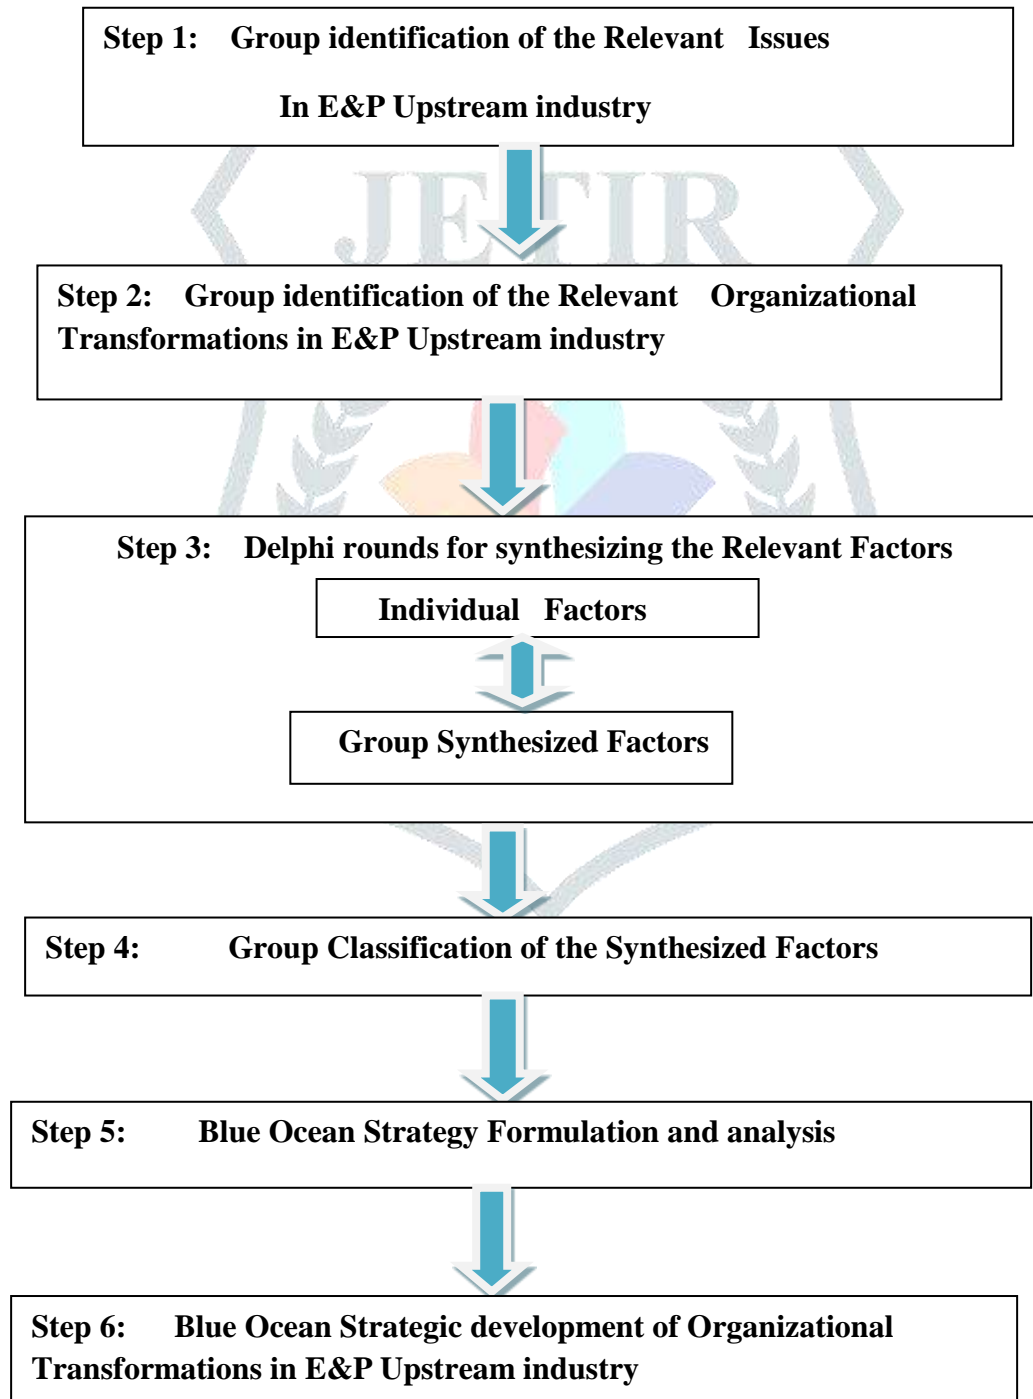 Step 1: Group identification of the Relevant Issues
In E&P Upstream industry
JETIR
Step 2: Group identification of the Relevant Organizational
Transformations in E&P Upstream industry
Step 3: Delphi rounds for synthesizing the Relevant Factors
Individual Factors
Group Synthesized Factors
Step 4: Group Classification of the Synthesized Factors
Step 5: Blue Ocean Strategy Formulation and analysis
Step 6: Blue Ocean Strategic development of Organizational
Transformations in E&P Upstream industry